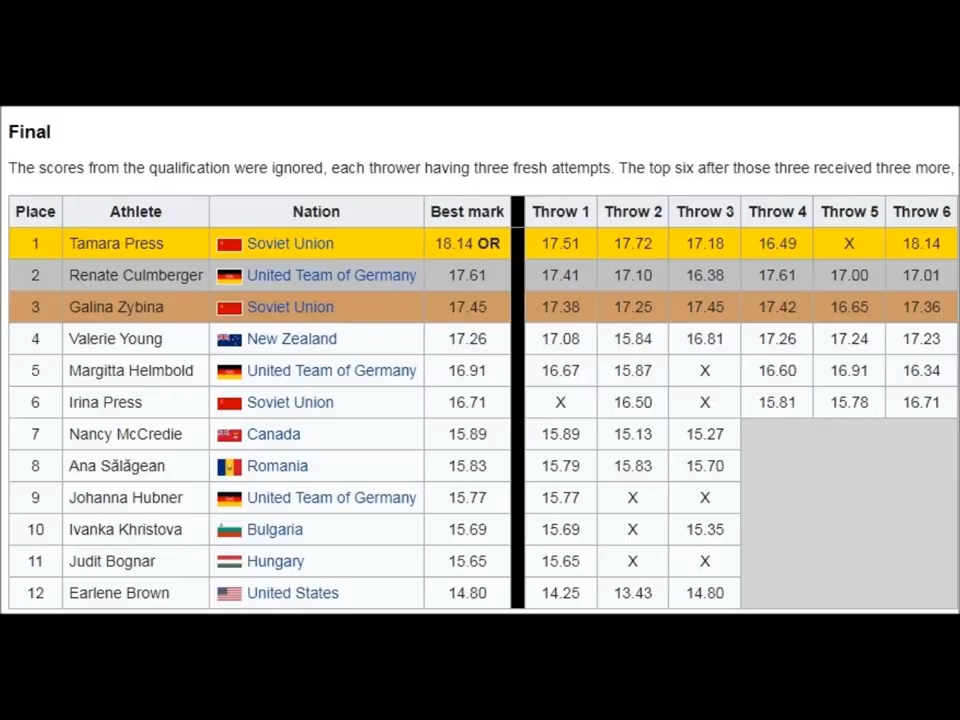 Final
The scores from the qualification were ignored, each thrower having three fresh attempts. The top six after those three received three more,
Place Athlete Nation Best mark Throw 1 Throw 2 Throw 3 Throw 4 Throw 5 Throw 6
1 Tamara Press Soviet Union 18.14 OR 17.51 17.72 17.18 16.49 X 18.14
2 Renate Culmberger United Team of Germany 17.61 17.41 17.10 16.38 17.61 17.00 17.01
3 Galina Zybina Soviet Union 17.45 17.38 17.25 17.45 17.42 16.65 17.36
4 Valerie Young New Zealand 17.26 17.08 15.84 16.81 17.26 17.24 17.23
5 Margitta Helmbold United Team of Germany 16.91 16.67 15.87 X 16.60 16.91 16.34
6 Irina Press Soviet Union 16.71 X 16.50 X 15.81 15.78 16.71
7 Nancy McCredie Canada 15.89 15.89 15.13 15.27
8 Ana Sălăgean Romania 15.83 15.79 15.83 15.70
9 Johanna Hubner United Team of Germany 15.77 15.77 X X
10 Ivanka Khristova Bulgaria 15.69 15.69 X 15.35
11 Judit Bognar Hungary 15.65 15.65 X X
12 Earlene Brown United States 14.80 14.25 13.43 14.80